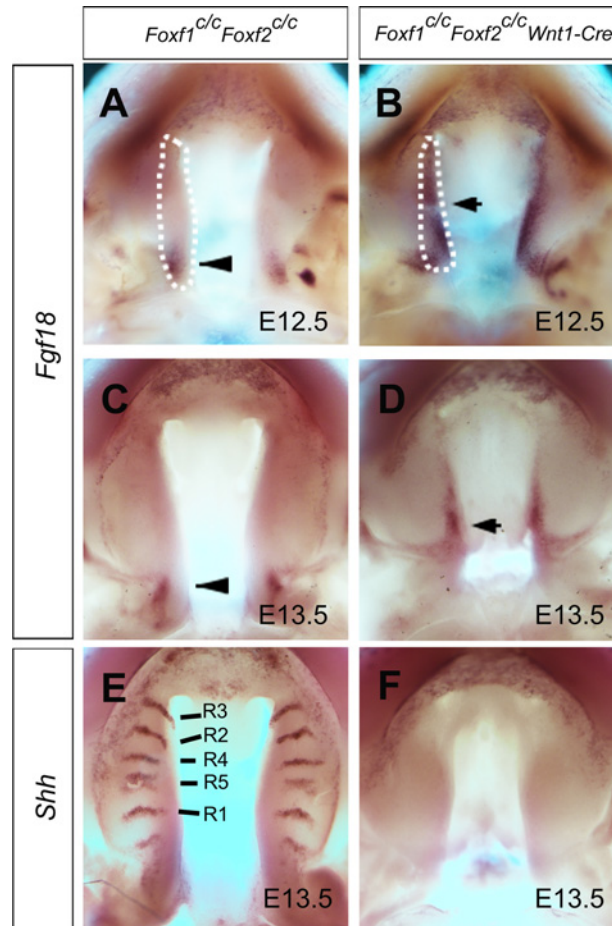 Foxf1c/cFoxf2c/c
Foxf1c/cFoxf2c/cWnt1-Cre
Fgf18
A
E12.5
B
E12.5
C
E13.5
D
E13.5
Shh
E
R3
R2
R4
R5
R1
E13.5
F
E13.5